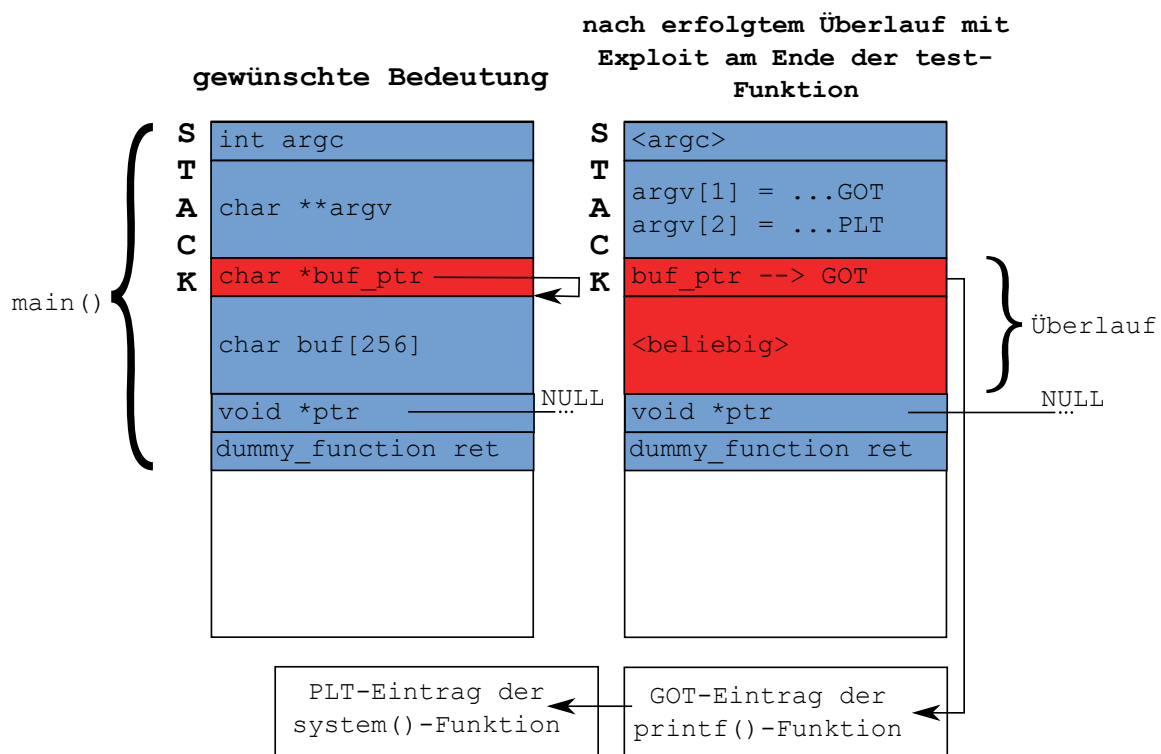 nach erfolgtem Überlauf mit
Exploit am Ende der test-
Funktion
gewünschte Bedeutung
STACK
int argc
char **argv
char *buf_ptr
char buf[256]
void *ptr
NULL
...
dummy_function ret
main()
STACK
<argc>
argv[1] = ...GOT
argv[2] = ...PLT
buf_ptr --> GOT
<beliebig>
void *ptr
NULL
...
dummy_function ret
Überlauf
PLT-Eintrag der
system()-Funktion
GOT-Eintrag der
printf()-Funktion